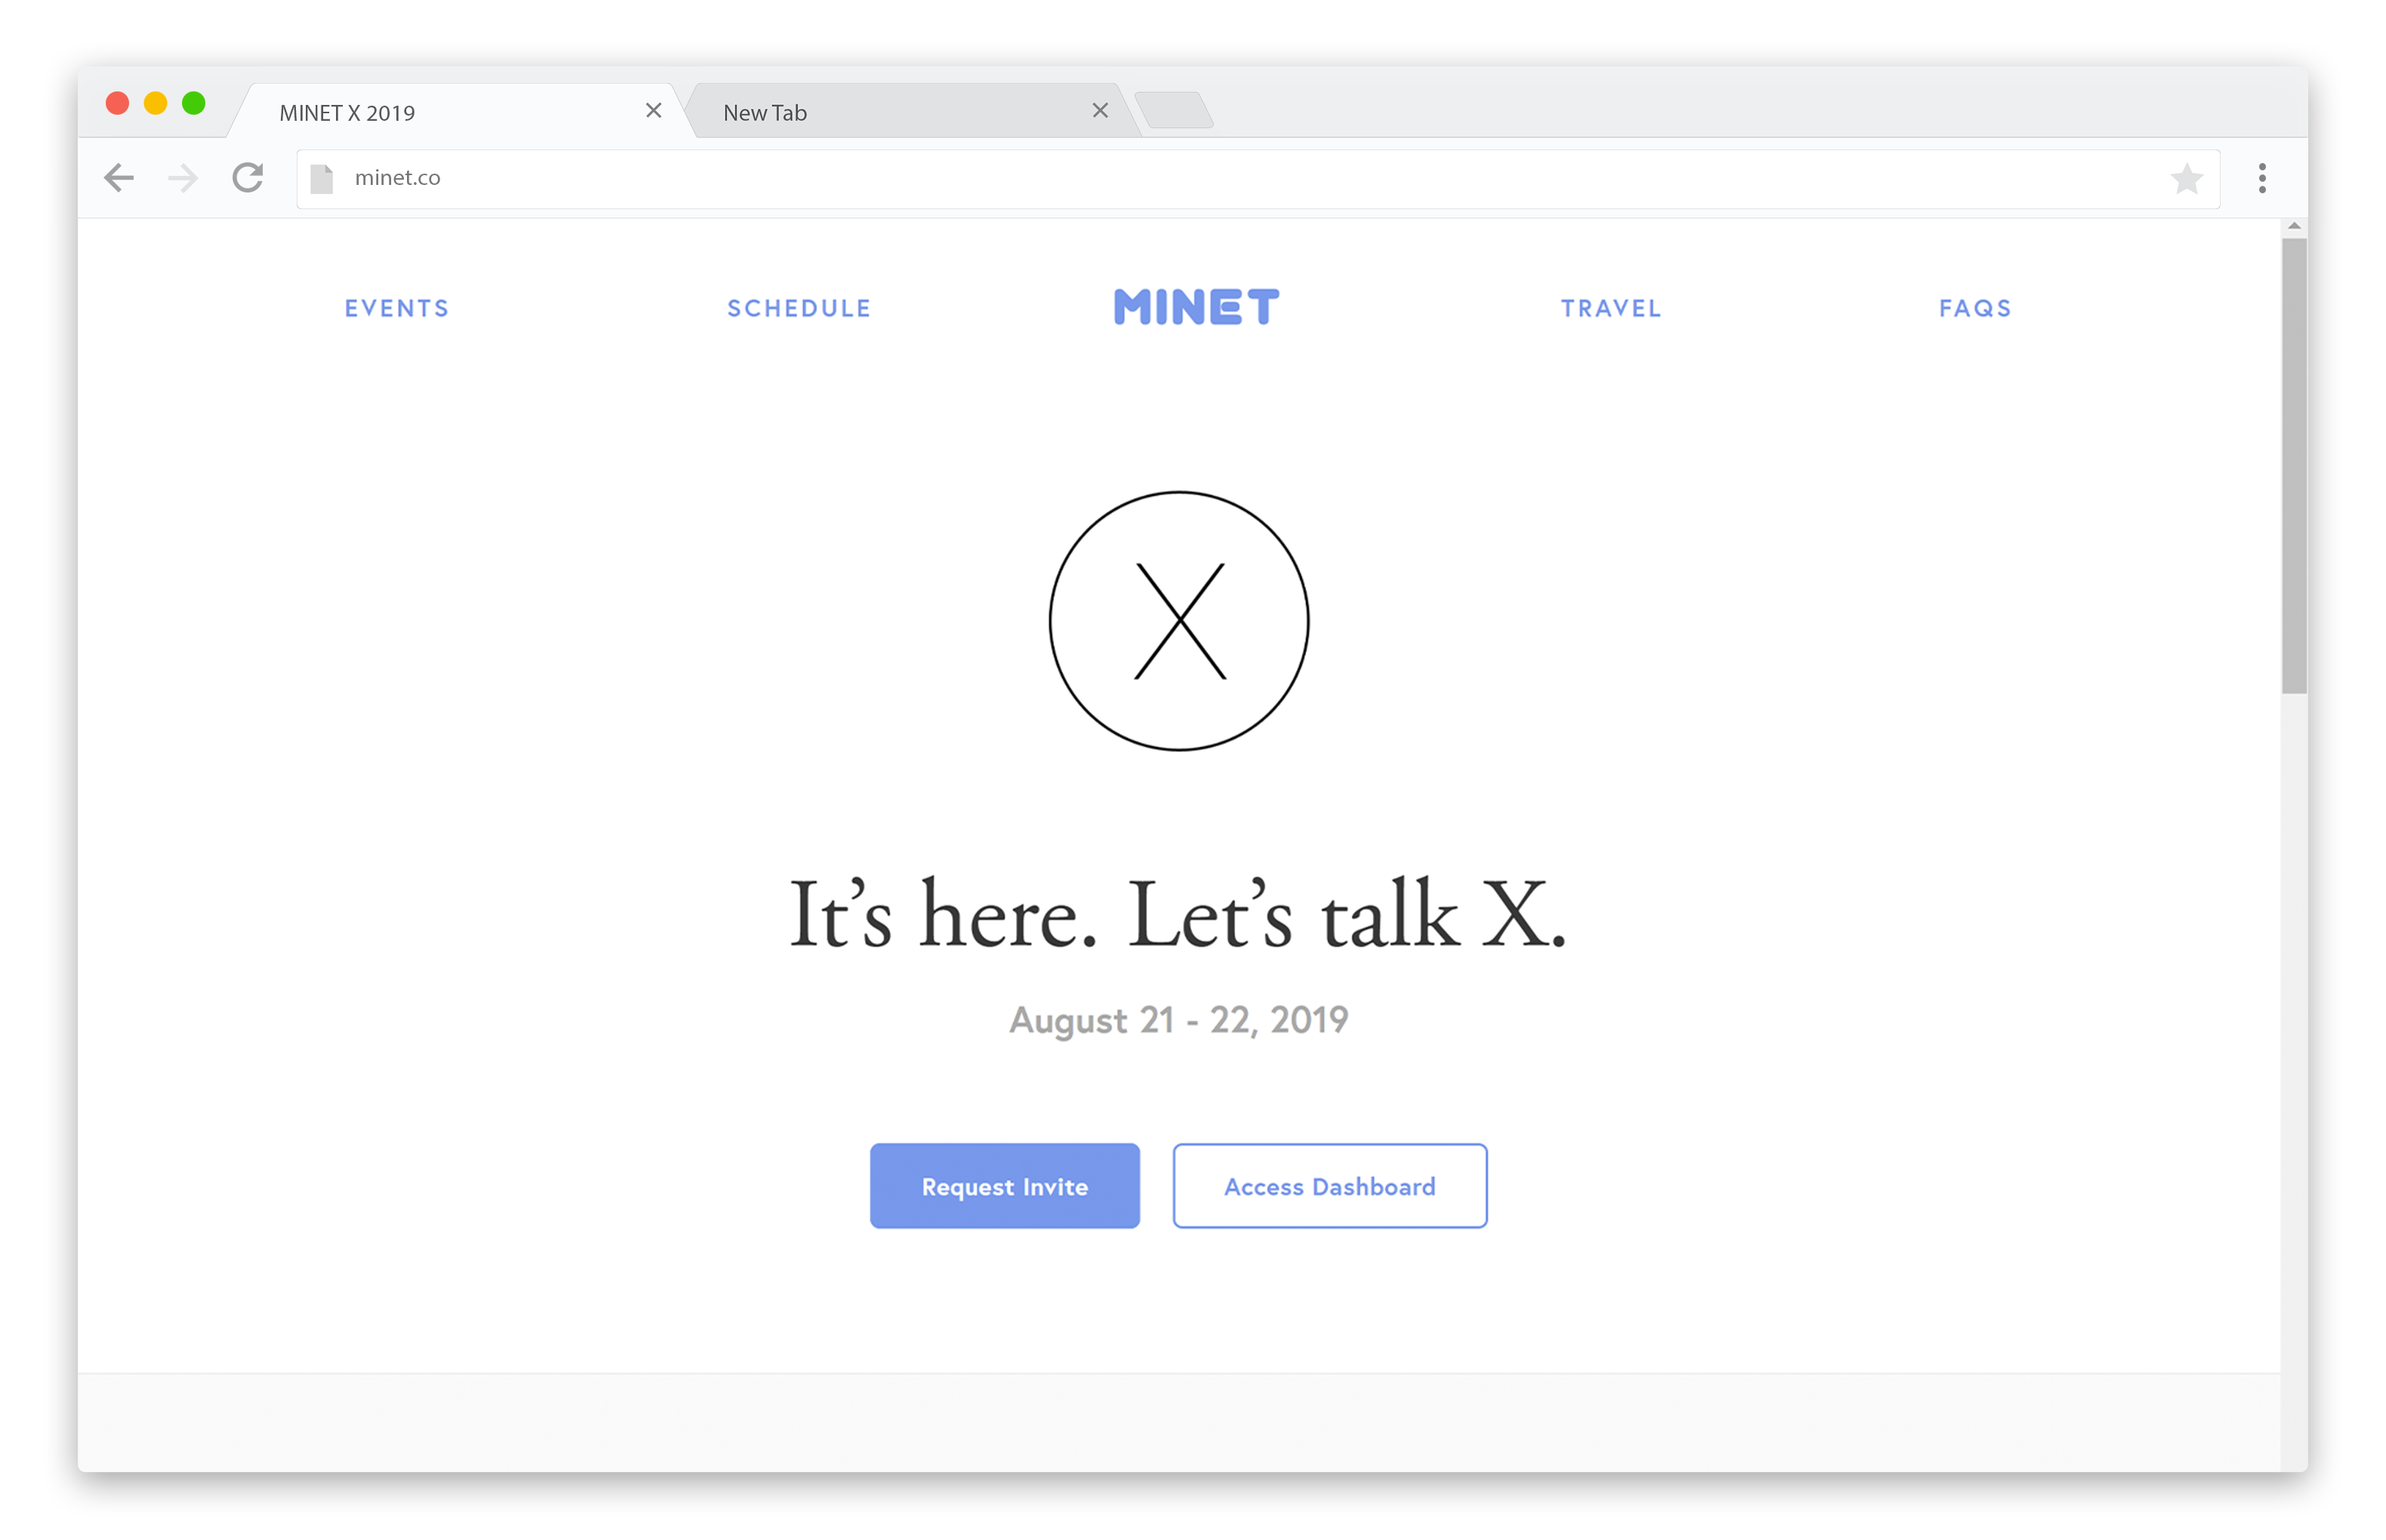 MINET X 2019
New Tab
minet.co
EVENTS
SCHEDULE
MINET
TRAVEL
FAQS
X
It’s here. Let’s talk X.
August 21 - 22, 2019
Request Invite
Access Dashboard